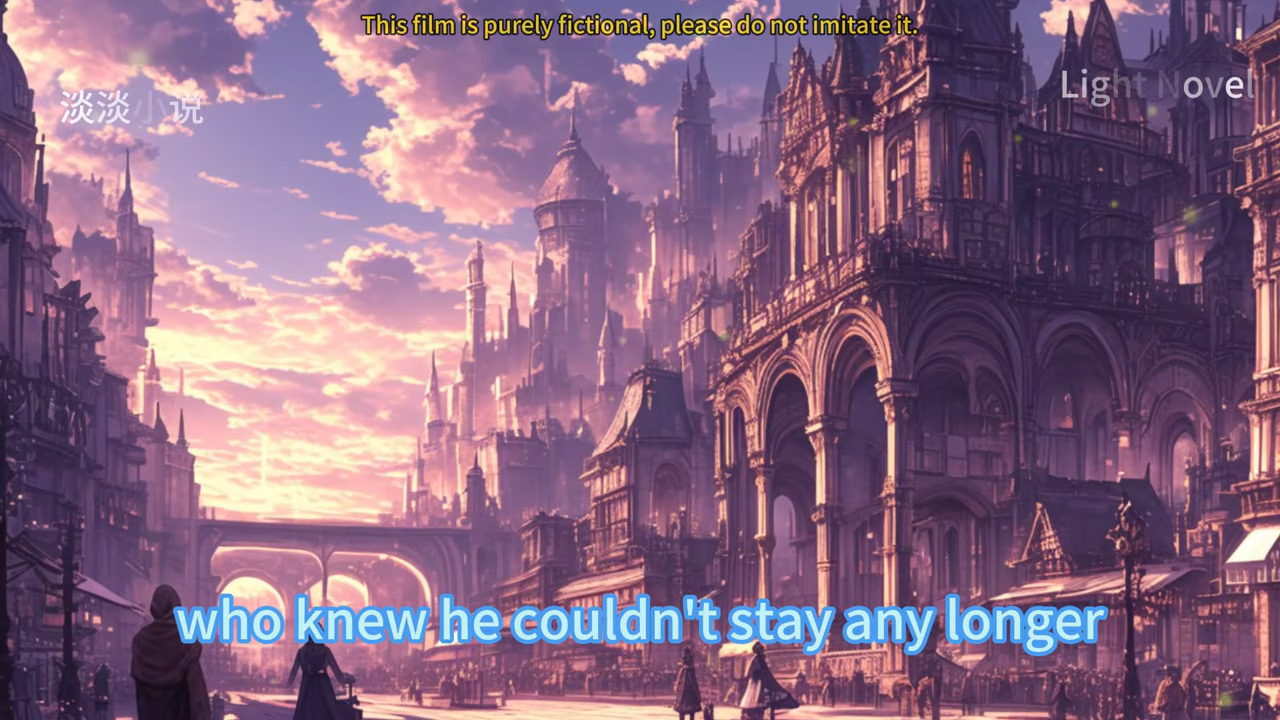 This film is purely fictional, please do not imitate it.
淡淡小说
Light Novel
who knew he couldn't stay any longer